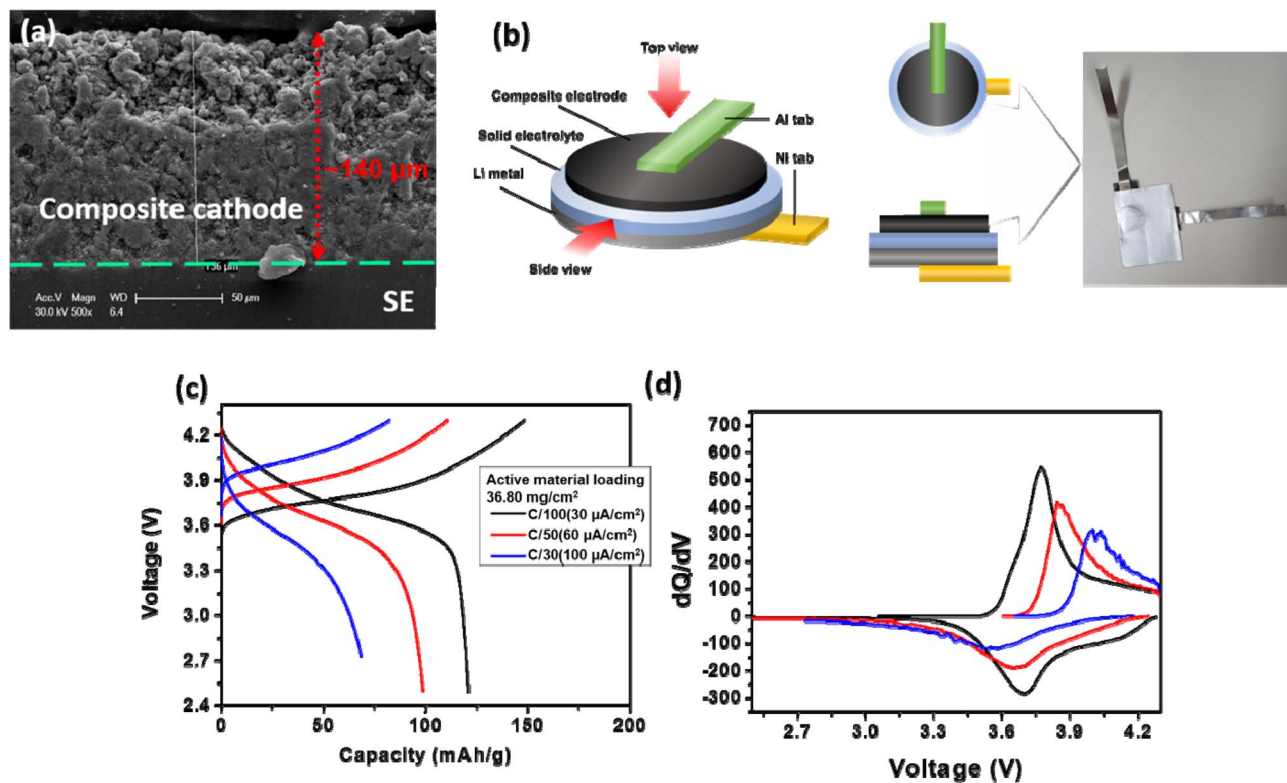 (a)
~140 µm
Composite cathode
136 µm
SE
Acc.V Magn WD
50 µm
30.0 kV 500x 6.4
(b)
Top view
Composite electrode
Al tab
Solid electrolyte
Ni tab
Li metal
Side view
(c)
4.2
3.9
3.6
3.3
3.0
2.7
2.4
Voltage (V)
0
50
100
150
200
Capacity (mAh/g)
Active material loading
36.80 mg/cm²
C/100(30 µA/cm²)
C/50(60 µA/cm²)
C/30(100 µA/cm²)
(d)
700
600
500
400
300
200
100
0
-100
-200
-300
dQ/dV
2.7
3.0
3.3
3.6
3.9
4.2
Voltage (V)